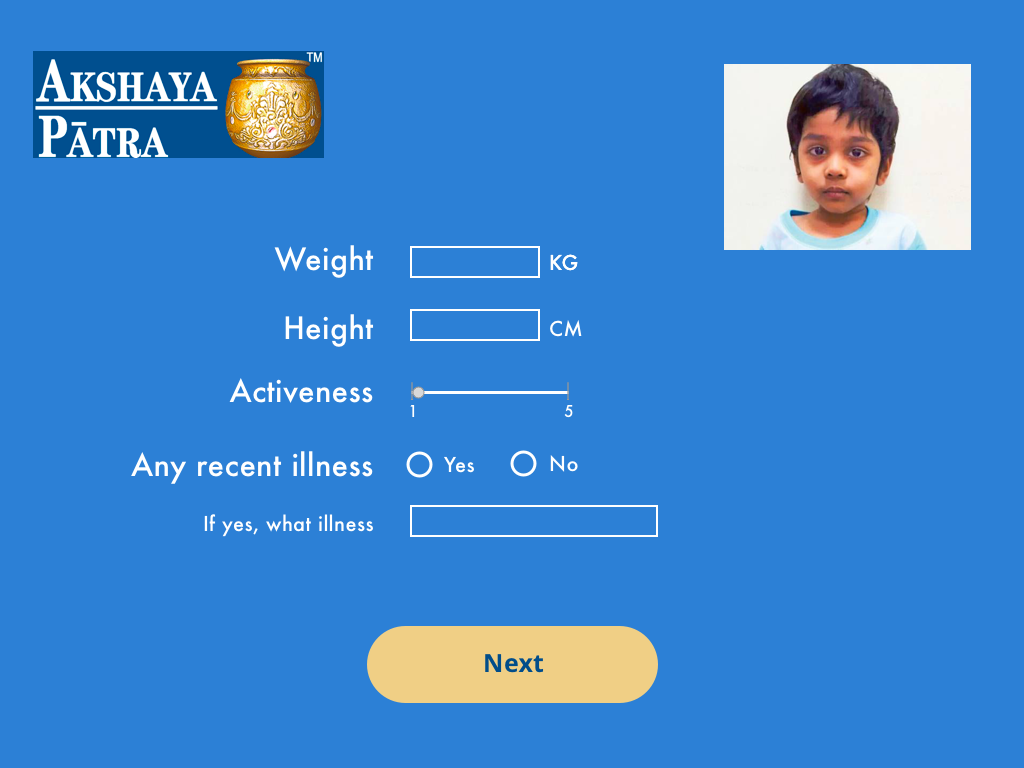 AKSHAYA
PĀTRA
TM
Weight
KG
Height
CM
Activeness
1
5
Any recent illness
Yes
No
If yes, what illness
Next